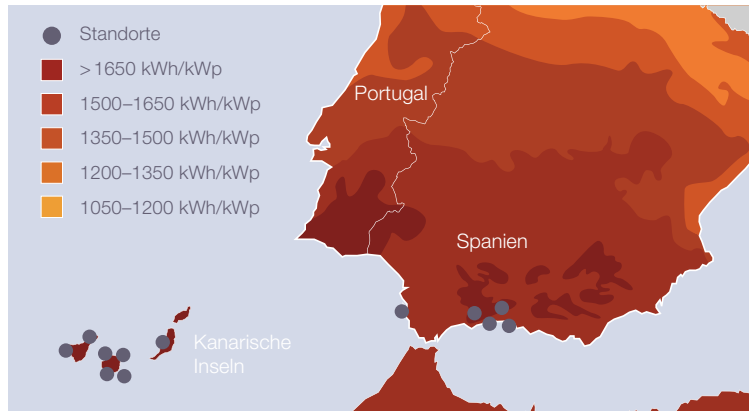 Standorte
> 1650 kWh/kWp
1500–1650 kWh/kWp
1350–1500 kWh/kWp
1200–1350 kWh/kWp
1050–1200 kWh/kWp
Portugal
Spanien
Kanarische
Inseln